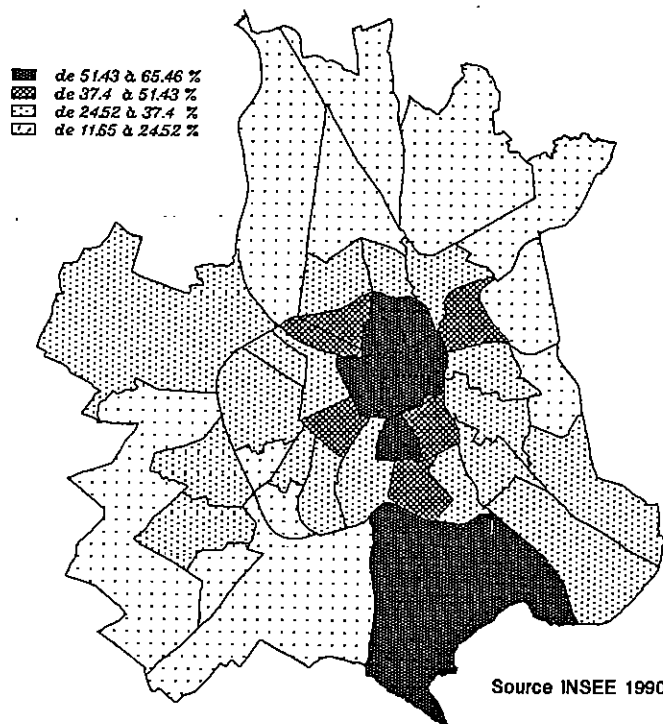 de 51.43 à 65.46 %
de 37.4 à 51.43 %
de 24.52 à 37.4 %
de 11.65 à 24.52 %
Source INSEE 1990